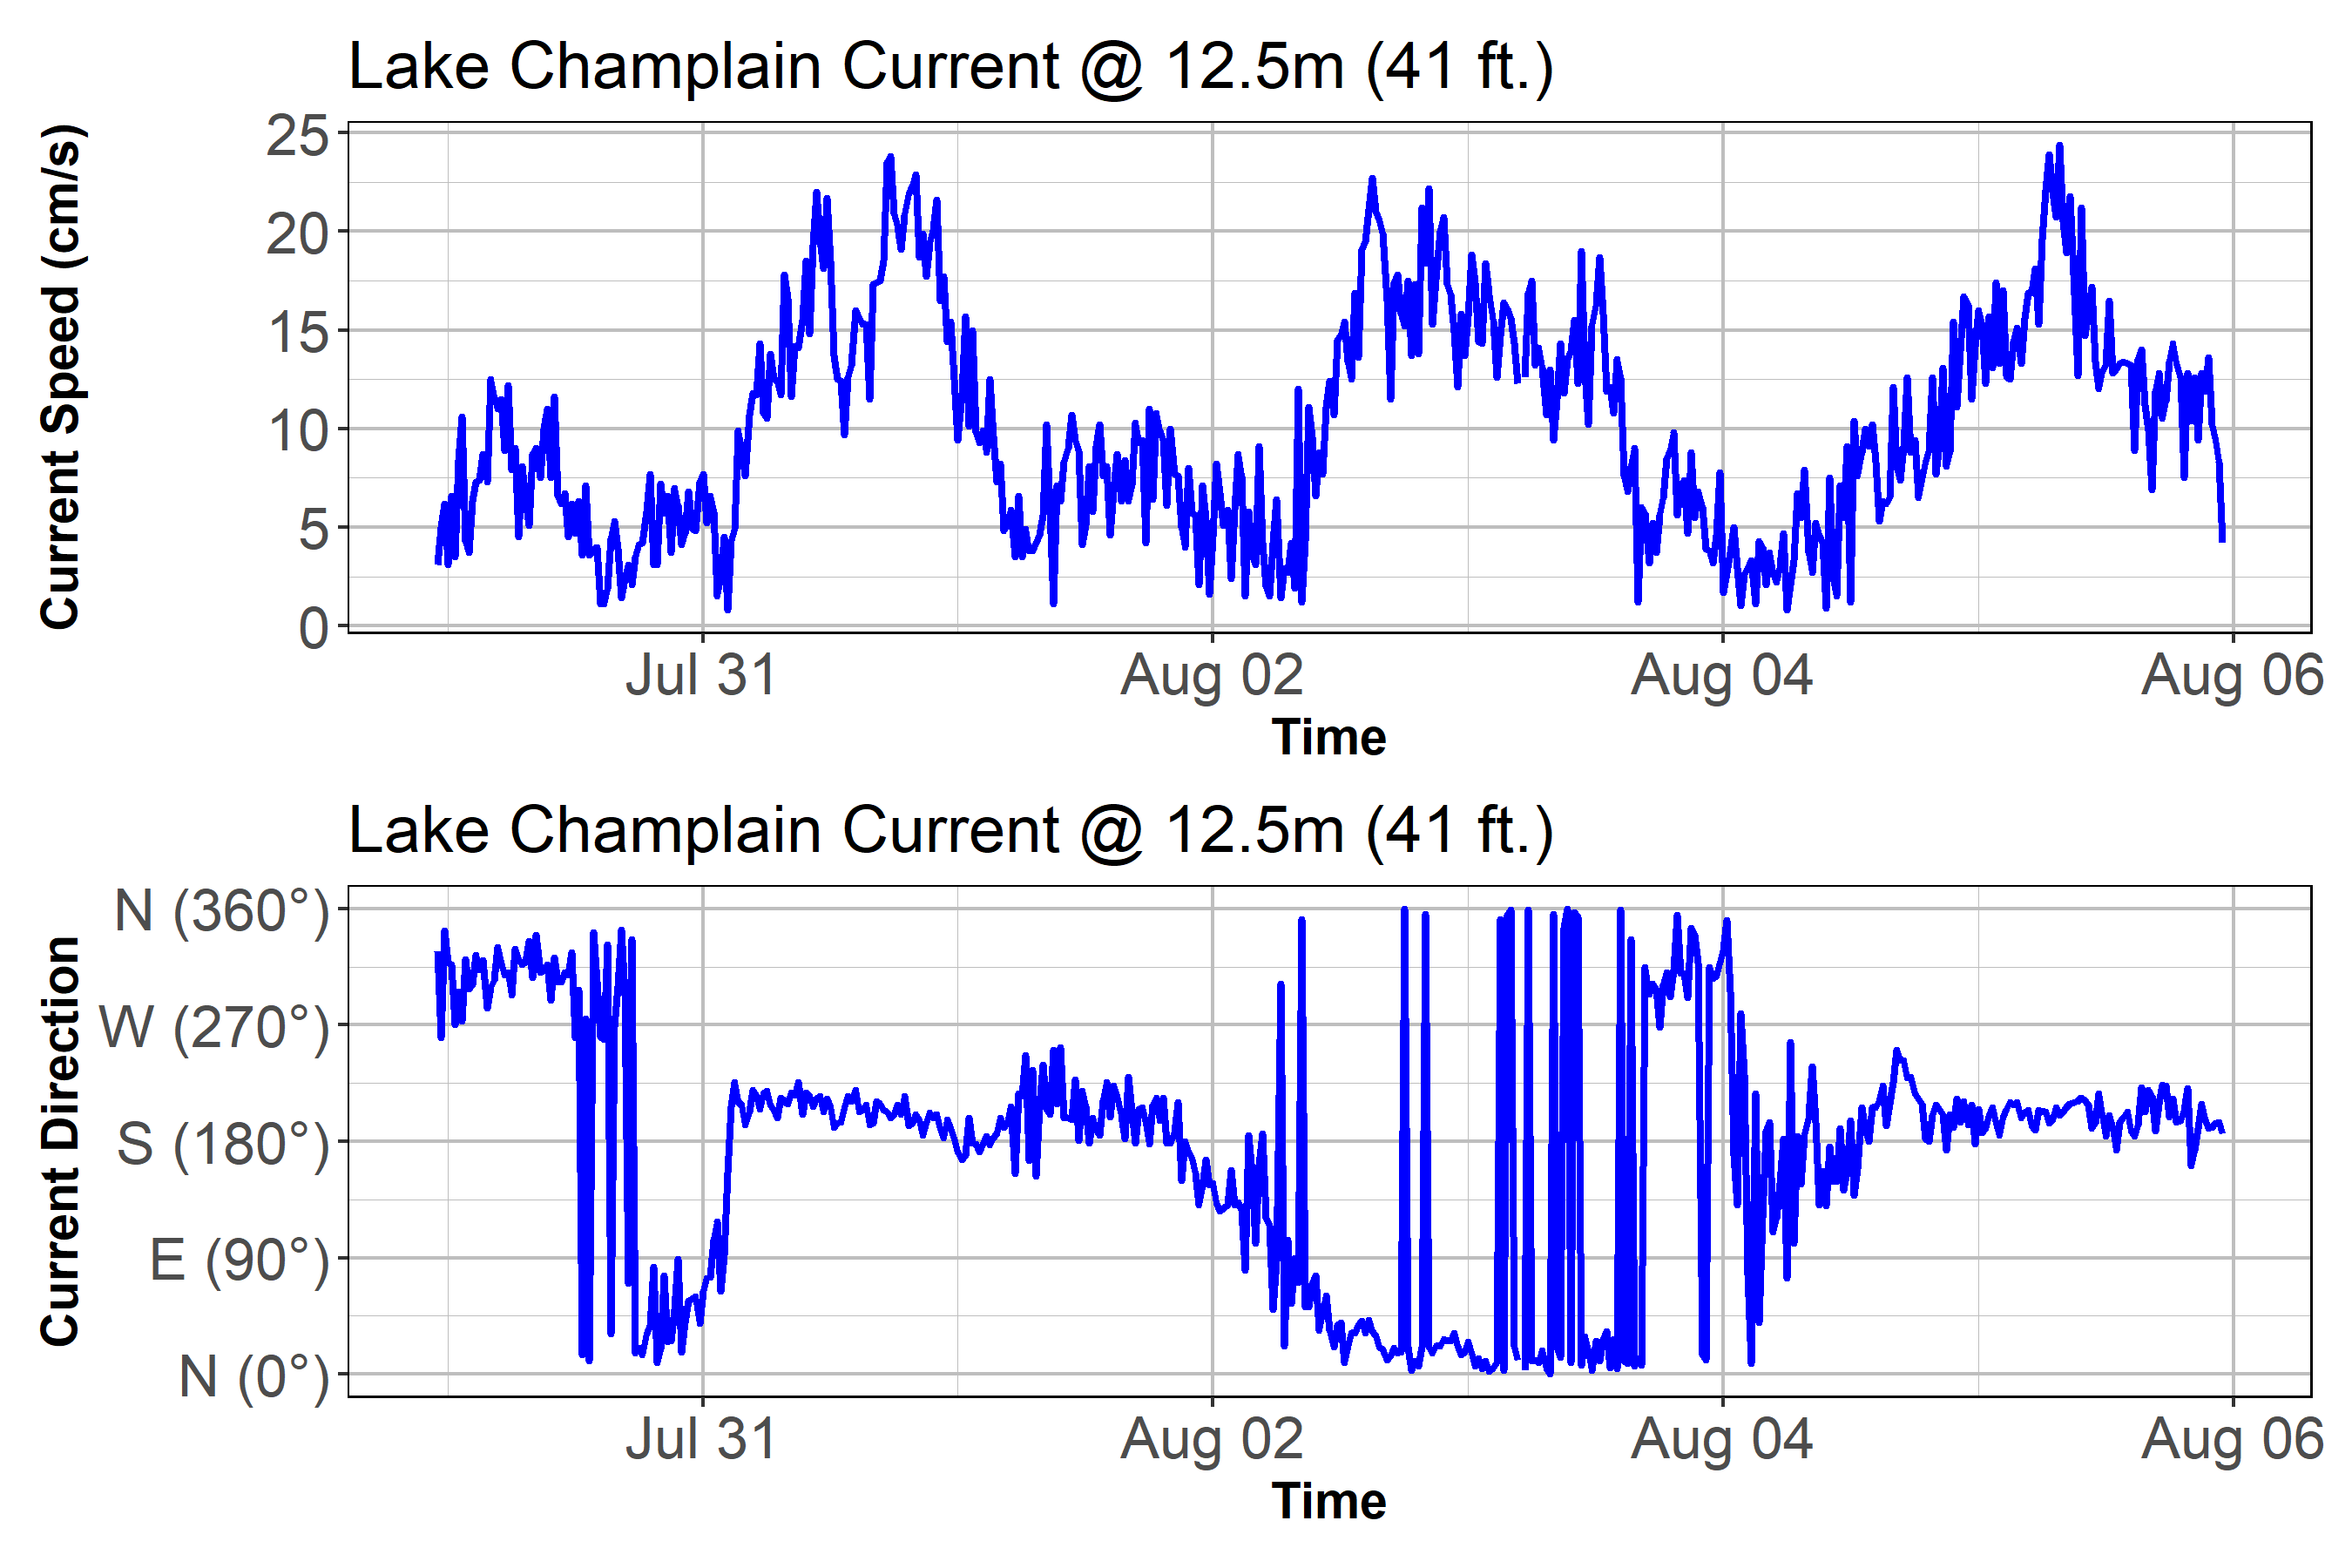 Lake Champlain Current @ 12.5m (41 ft.)
Current Speed (cm/s)
25
20
15
10
5
0
Jul 31
Aug 02
Aug 04
Aug 06
Time
Lake Champlain Current @ 12.5m (41 ft.)
Current Direction
N (360°)
W (270°)
S (180°)
E (90°)
N (0°)
Jul 31
Aug 02
Aug 04
Aug 06
Time